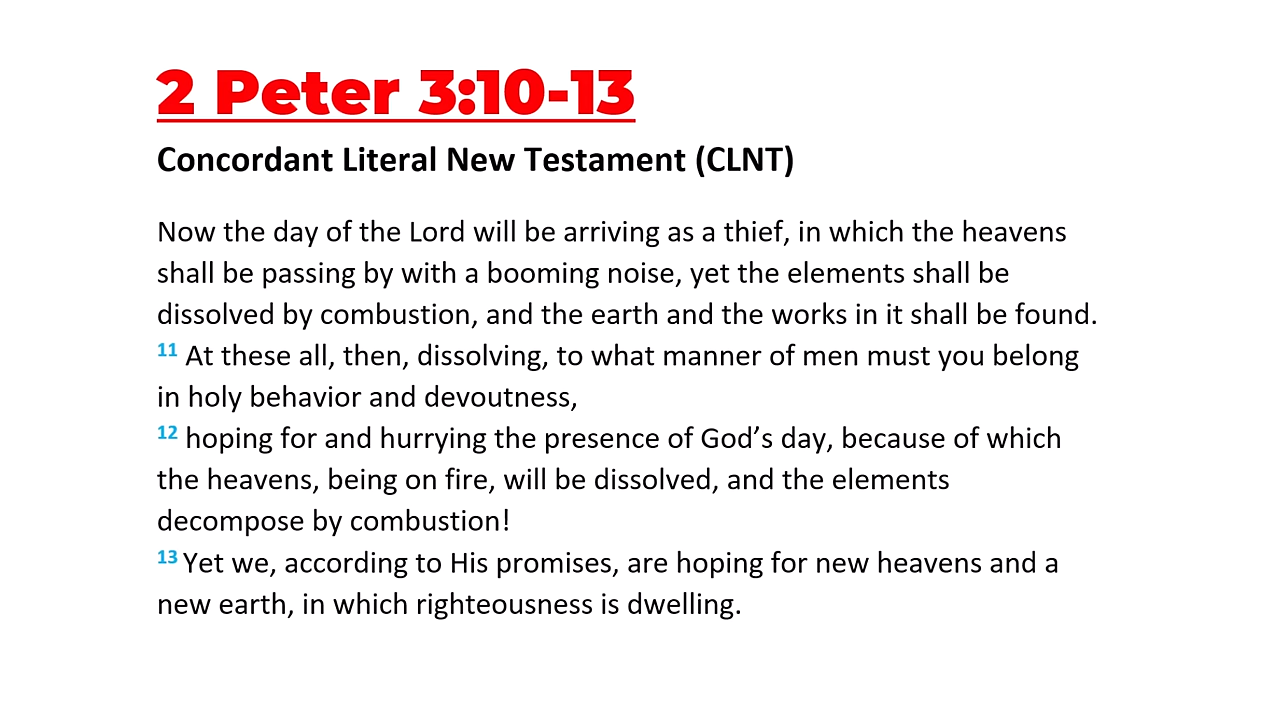 2 Peter 3:10-13
Concordant Literal New Testament (CLNT)
Now the day of the Lord will be arriving as a thief, in which the heavens
shall be passing by with a booming noise, yet the elements shall be
dissolved by combustion, and the earth and the works in it shall be found.
11 At these all, then, dissolving, to what manner of men must you belong
in holy behavior and devoutness,
12 hoping for and hurrying the presence of God’s day, because of which
the heavens, being on fire, will be dissolved, and the elements
decompose by combustion!
13 Yet we, according to His promises, are hoping for new heavens and a
new earth, in which righteousness is dwelling.